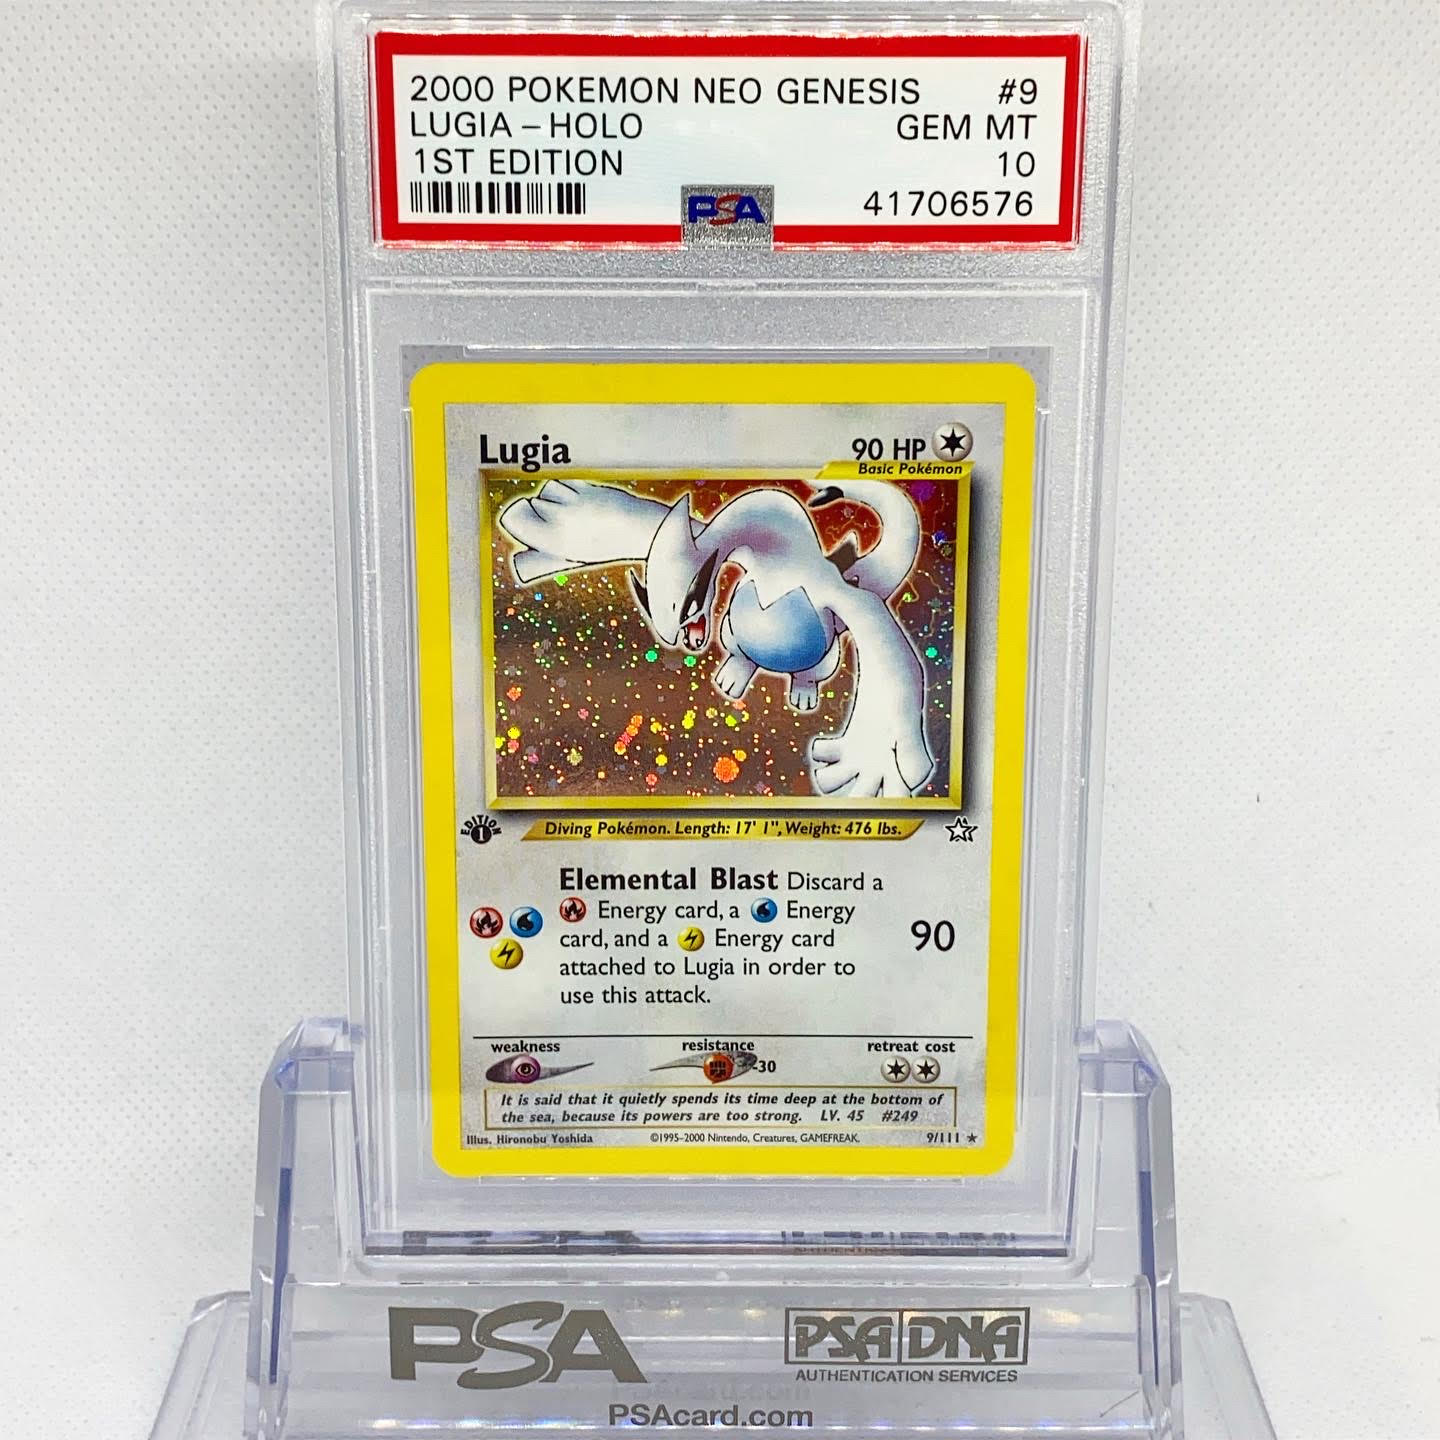 2000 POKEMON NEO GENESIS #9
LUGIA - HOLO GEM MT
1ST EDITION 10
PSA 41706576
Lugia 90 HP
Basic Pokémon
EDITION 1
Diving Pokémon. Length: 17' 1", Weight: 476 lbs.
Elemental Blast Discard a
Energy card, a Energy
card, and a Energy card 90
attached to Lugia in order to
use this attack.
weakness resistance retreat cost
-30
It is said that it quietly spends its time deep at the bottom of
the sea, because its powers are too strong. LV. 45 #249
Illus. Hironobu Yoshida ©1995-2000 Nintendo, Creatures, GAMEFREAK. 9/111 ★
PSA PSA DNA
AUTHENTICATION SERVICES
PSAcard.com